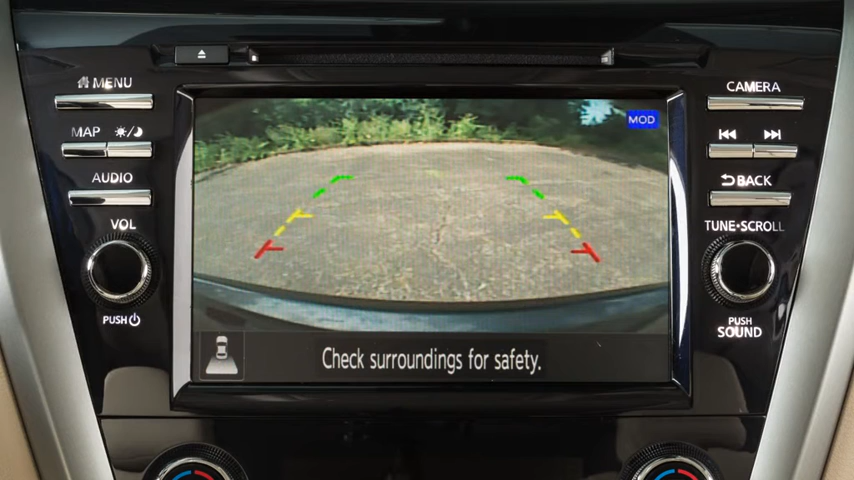 MENU
MAP
AUDIO
VOL
PUSH
MOD
Check surroundings for safety.
CAMERA
BACK
TUNE•SCROLL
PUSH
SOUND